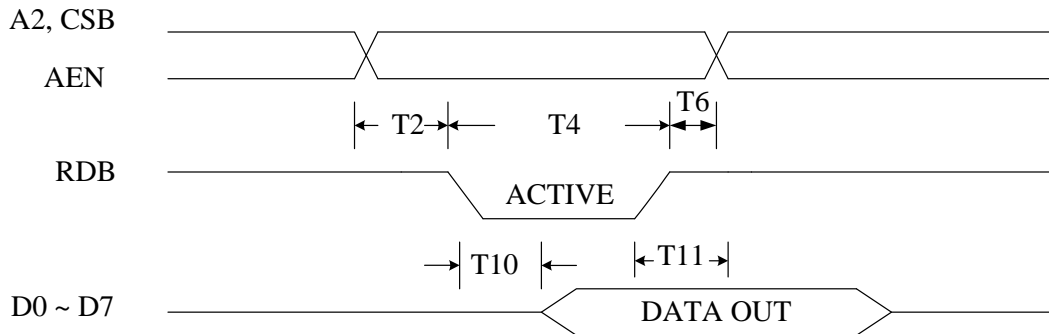 A2, CSB
AEN
T6
T2
T4
RDB
ACTIVE
T10
T11
D0 ~ D7
DATA OUT